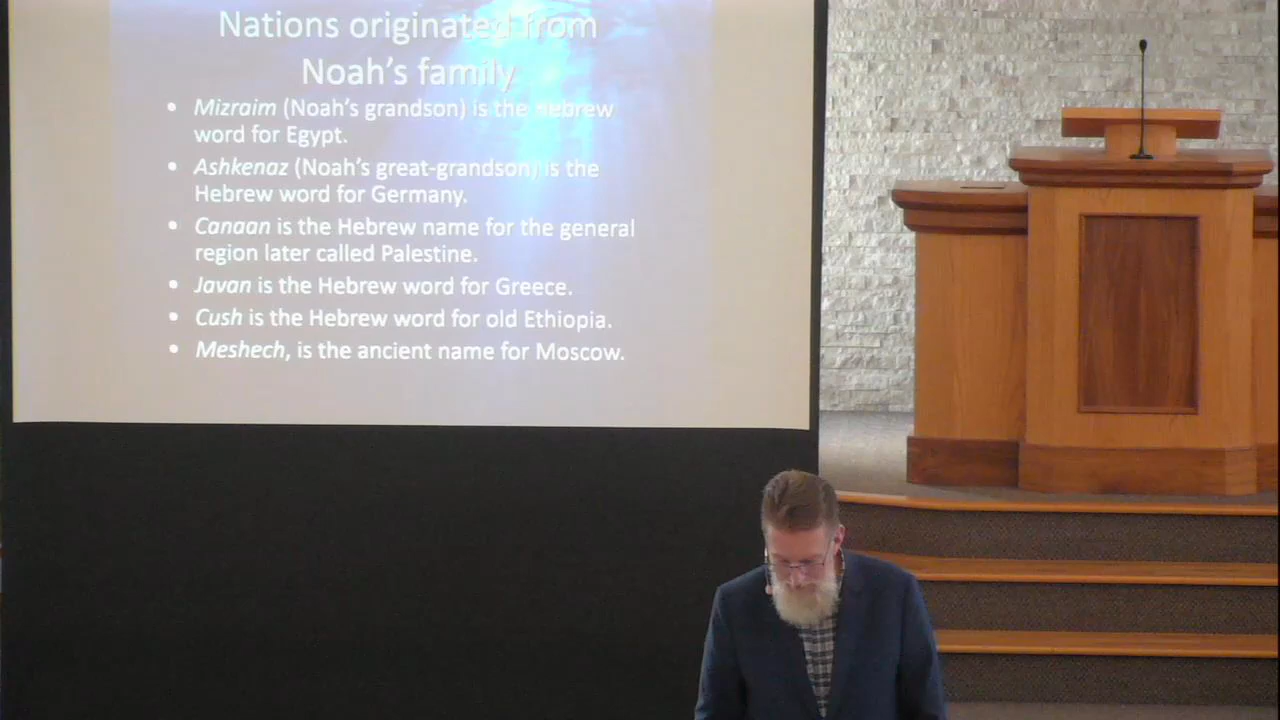 Nations originated from
Noah's family
• Mizraim (Noah's grandson) is the Hebrew
word for Egypt.
• Ashkenaz (Noah's great-grandson) is the
Hebrew word for Germany.
• Canaan is the Hebrew name for the general
region later called Palestine.
• Javan is the Hebrew word for Greece.
• Cush is the Hebrew word for old Ethiopia.
• Meshech, is the ancient name for Moscow.